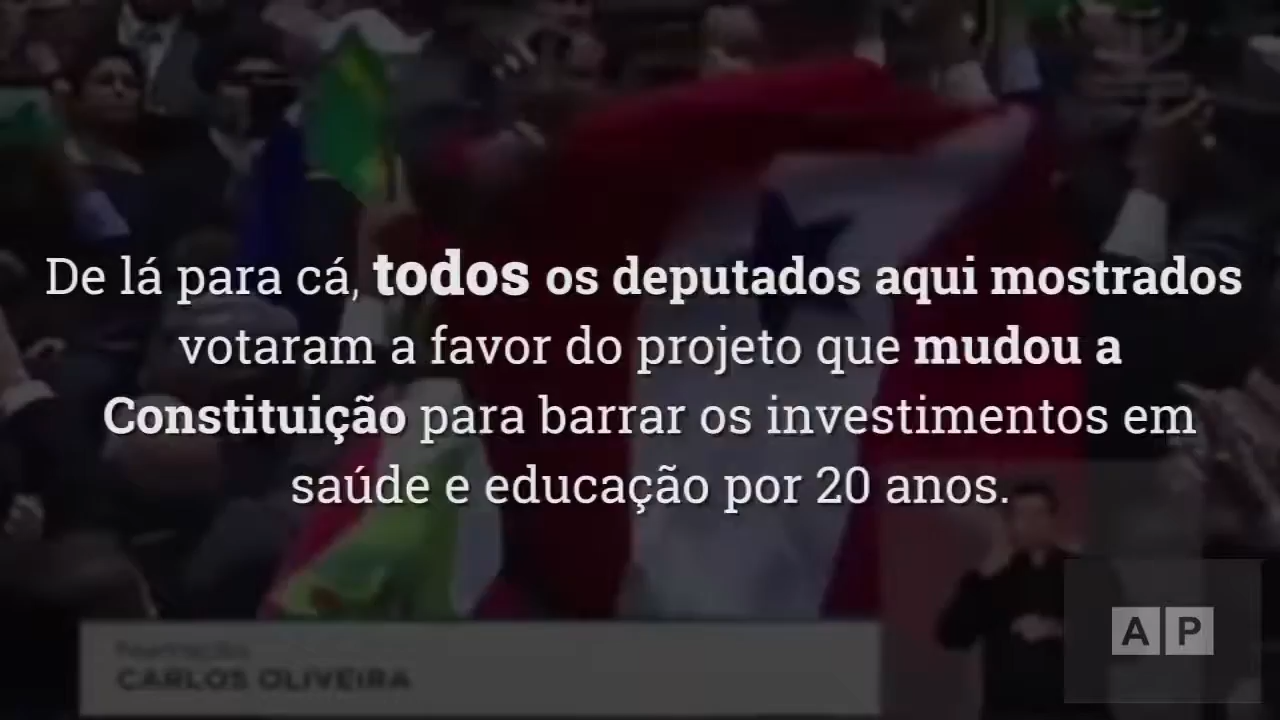 De lá para cá, todos os deputados aqui mostrados
votaram a favor do projeto que mudou a
Constituição para barrar os investimentos em
saúde e educação por 20 anos.
CARLOS OLIVEIRA
AP